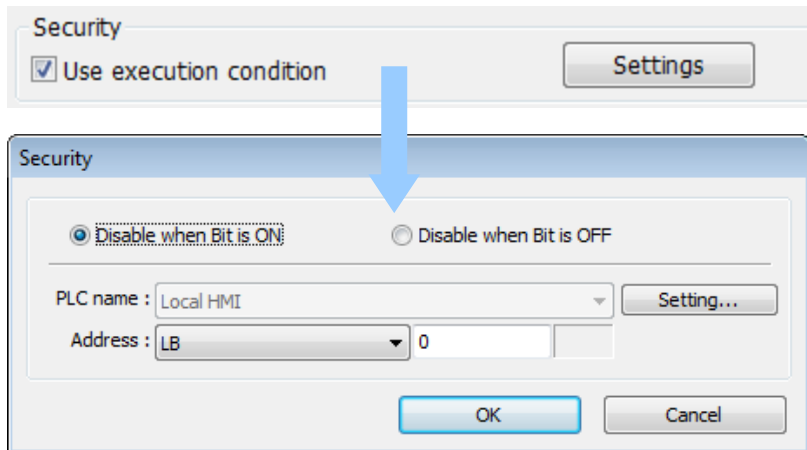 Security
Use execution condition Settings
Security
Disable when Bit is ON Disable when Bit is OFF
PLC name : Local HMI Setting...
Address : LB 0
OK Cancel